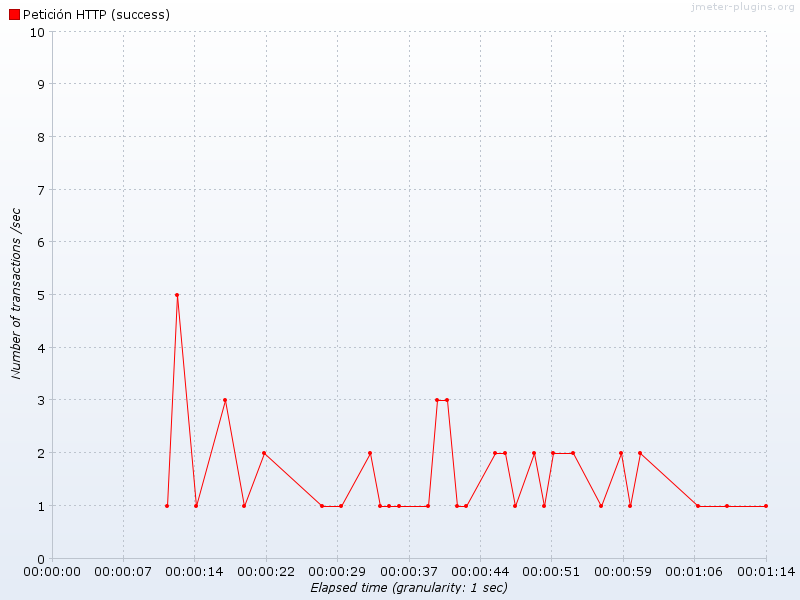 jmeter-plugins.org
Petición HTTP (success)
10
9
8
7
6
5
4
3
2
1
0
Number of transactions /sec
00:00:00 00:00:07 00:00:14 00:00:22 00:00:29 00:00:37 00:00:44 00:00:51 00:00:59 00:01:06 00:01:14
Elapsed time (granularity: 1 sec)